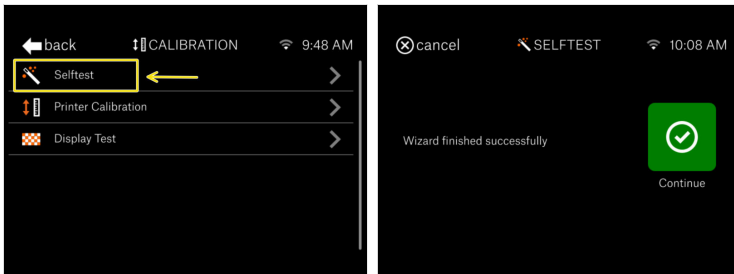 back CALIBRATION 9:48 AM
Selftest
Printer Calibration
Display Test
cancel SELFTEST 10:08 AM
Wizard finished successfully
Continue